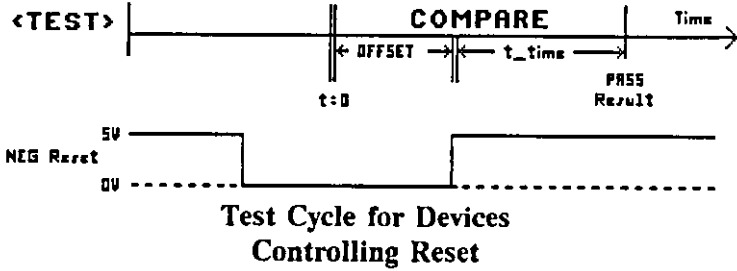 <TEST>
COMPARE
Time
OFFSET
t_time
t=0
PASS
Result
5V
NEG Reset
0V
Test Cycle for Devices
Controlling Reset